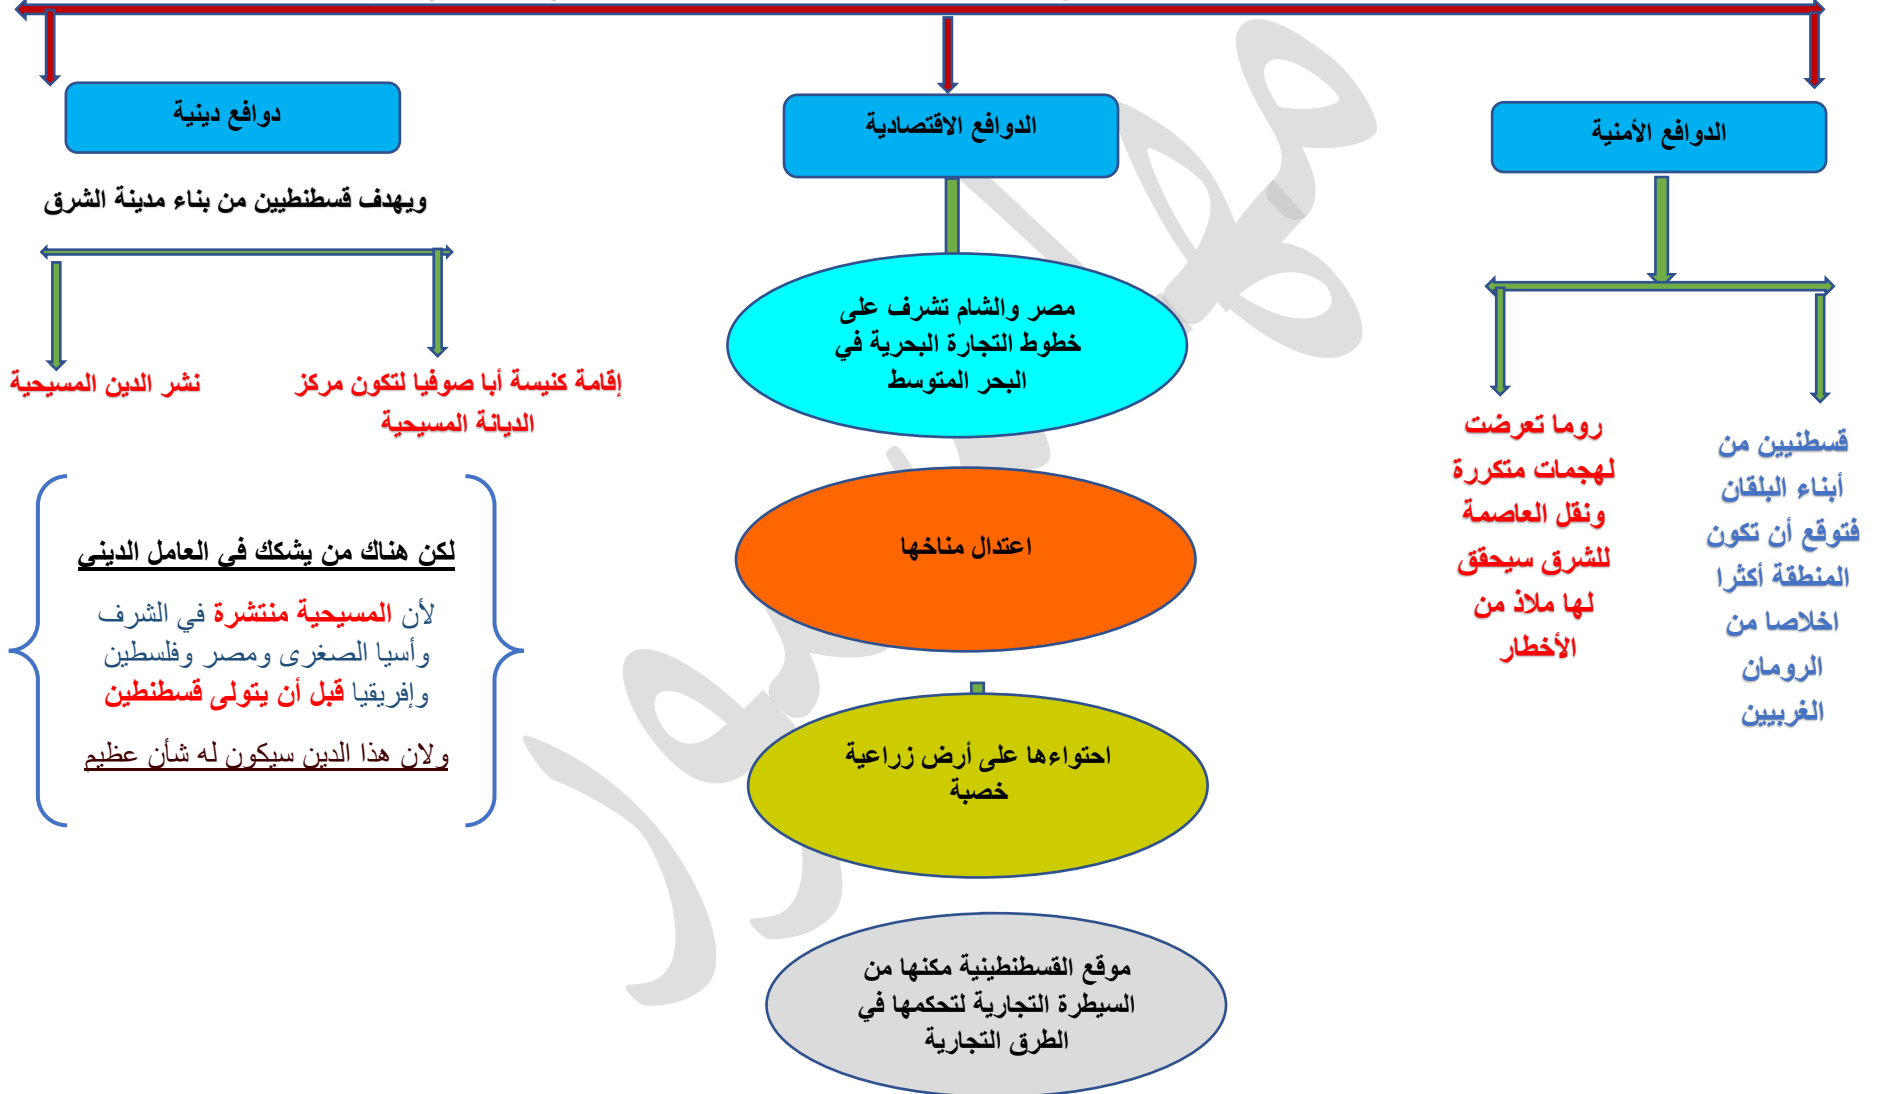 الدوافع الأمنية
قسطنيين من
أبناء البلقان
فتوقع أن تكون
المنطقة أكثرا
اخلاصا من
الرومان
الغربيين
روما تعرضت
لهجمات متكررة
ونقل العاصمة
للشرق سيحقق
لها ملاذ من
الأخطار
الدوافع الاقتصادية
مصر والشام تشرف على
خطوط التجارة البحرية في
البحر المتوسط
اعتدال مناخها
احتواءها على أرض زراعية
خصبة
موقع القسطنطينية مكنها من
السيطرة التجارية لتحكمها في
الطرق التجارية
دوافع دينية
ويهدف قسطنطيين من بناء مدينة الشرق
إقامة كنيسة أبا صوفيا لتكون مركز
الديانة المسيحية
نشر الدين المسيحية
لكن هناك من يشكك في العامل الديني
لأن المسيحية منتشرة في الشرف
وأسيا الصغرى ومصر وفلسطين
وإفريقيا قبل أن يتولى قسطنطين
ولان هذا الدين سيكون له شأن عظيم